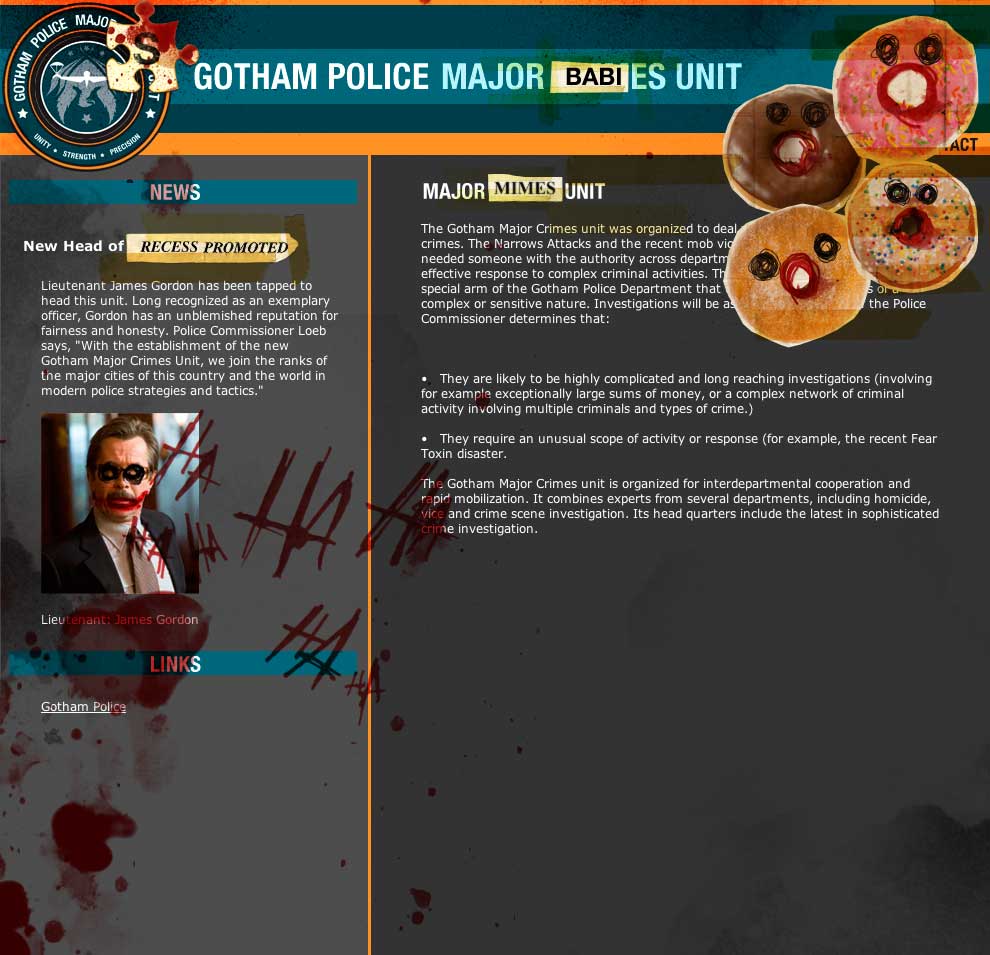 GOTHAM POLICE MAJOR
S
UNIT
UNITY • STRENGTH • PRECISION
GOTHAM POLICE MAJOR BABIES UNIT
NEWS
New Head of RECESS PROMOTED
Lieutenant James Gordon has been tapped to
head this unit. Long recognized as an exemplary
officer, Gordon has an unblemished reputation for
fairness and honesty. Police Commissioner Loeb
says, "With the establishment of the new
Gotham Major Crimes Unit, we join the ranks of
the major cities of this country and the world in
modern police strategies and tactics."
HA
HA
HA
HA
HA
HA
HA
HA
HA
Lieutenant: James Gordon
LINKS
Gotham Police
MAJOR MIMES UNIT
The Gotham Major Crimes unit was organized to deal
crimes. The Narrows Attacks and the recent mob
needed someone with the authority across
effective response to complex criminal activities.
special arm of the Gotham Police Department that of a
complex or sensitive nature. Investigations will be the Police
Commissioner determines that:
• They are likely to be highly complicated and long reaching investigations (involving
for example exceptionally large sums of money, or a complex network of criminal
activity involving multiple criminals and types of crime.)
• They require an unusual scope of activity or response (for example, the recent Fear
Toxin disaster.
The Gotham Major Crimes unit is organized for interdepartmental cooperation and
rapid mobilization. It combines experts from several departments, including homicide,
vice and crime scene investigation. Its head quarters include the latest in sophisticated
crime investigation.